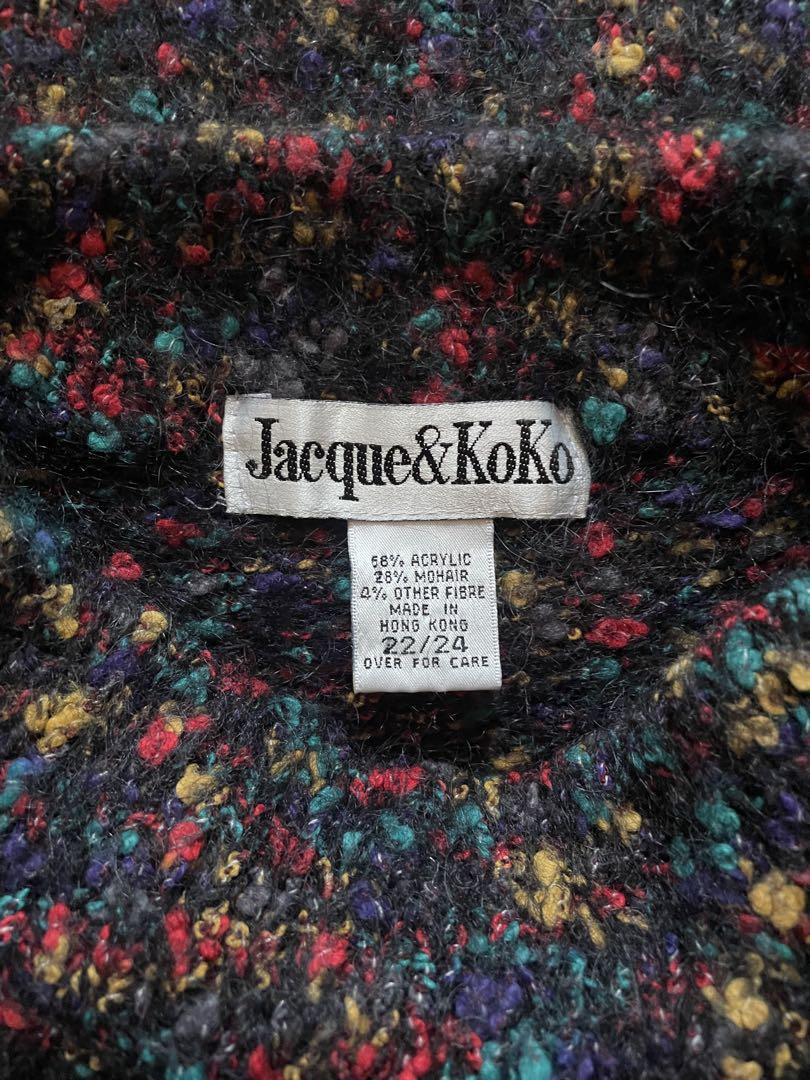 Jacque&KoKo
68% ACRYLIC
28% MOHAIR
4% OTHER FIBRE
MADE IN
HONG KONG
22/24
OVER FOR CARE